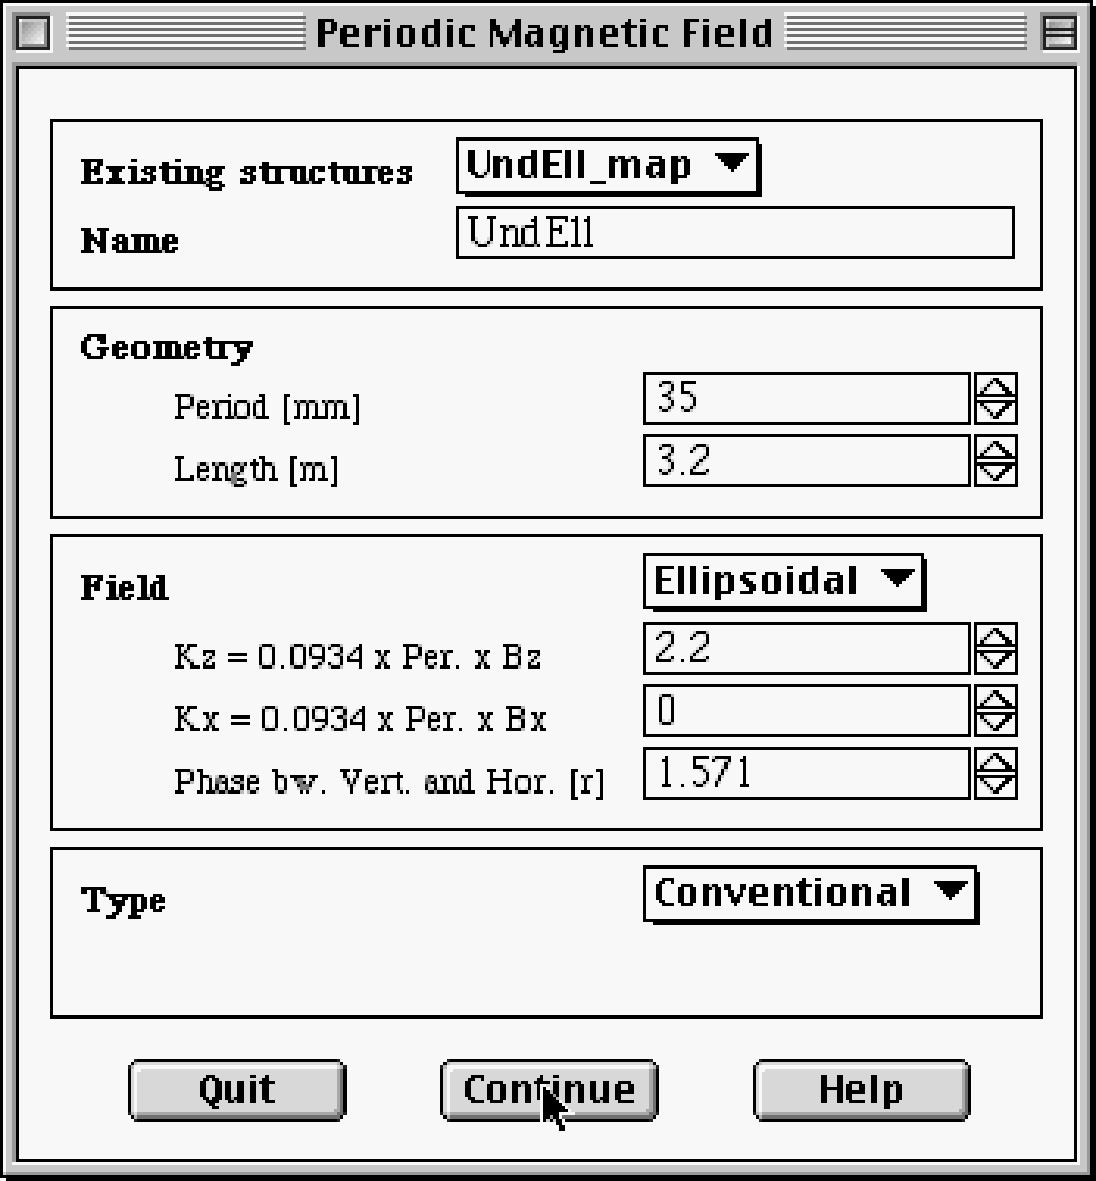 Periodic Magnetic Field
Existing structures UndEll_map
Name UndEll
Geometry
Period [mm] 35
Length [m] 3.2
Field Ellipsoidal
Kz = 0.0934 x Per. x Bz 2.2
Kx = 0.0934 x Per. x Bx 0
Phase bw. Vert. and Hor. [r] 1.571
Type Conventional
Quit Continue Help